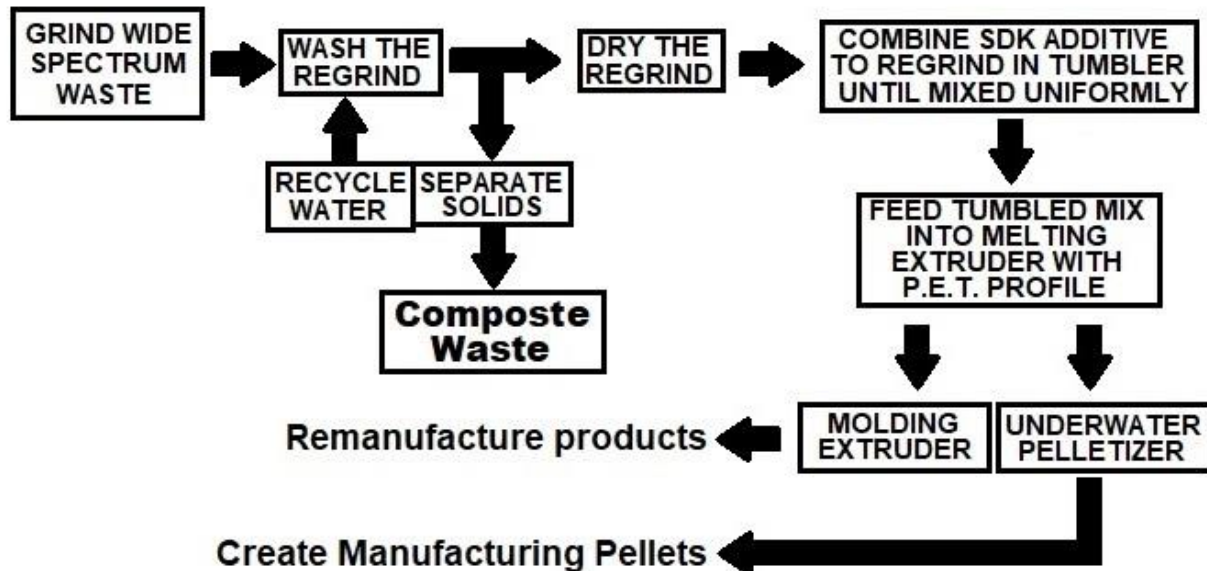 GRIND WIDE
SPECTRUM
WASTE
WASH THE
REGRIND
DRY THE
REGRIND
COMBINE SDK ADDITIVE
TO REGRIND IN TUMBLER
UNTIL MIXED UNIFORMLY
RECYCLE
WATER
SEPARATE
SOLIDS
Composte
Waste
FEED TUMBLED MIX
INTO MELTING
EXTRUDER WITH
P.E.T. PROFILE
MOLDING
EXTRUDER
UNDERWATER
PELLETIZER
Remanufacture products
Create Manufacturing Pellets